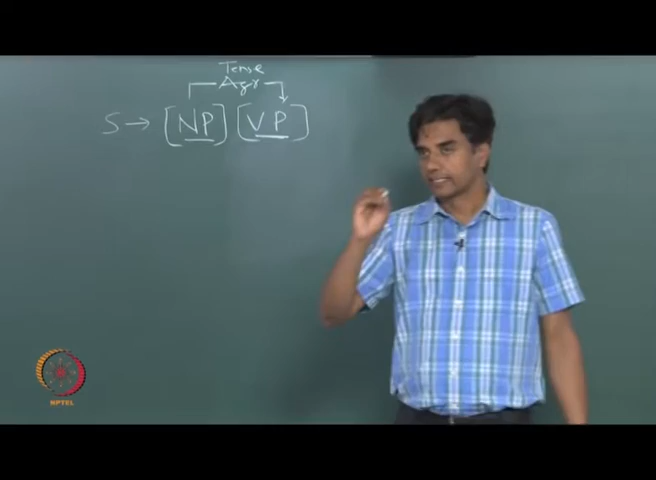 Tense
Agr
S → [NP] [VP]
NPTEL